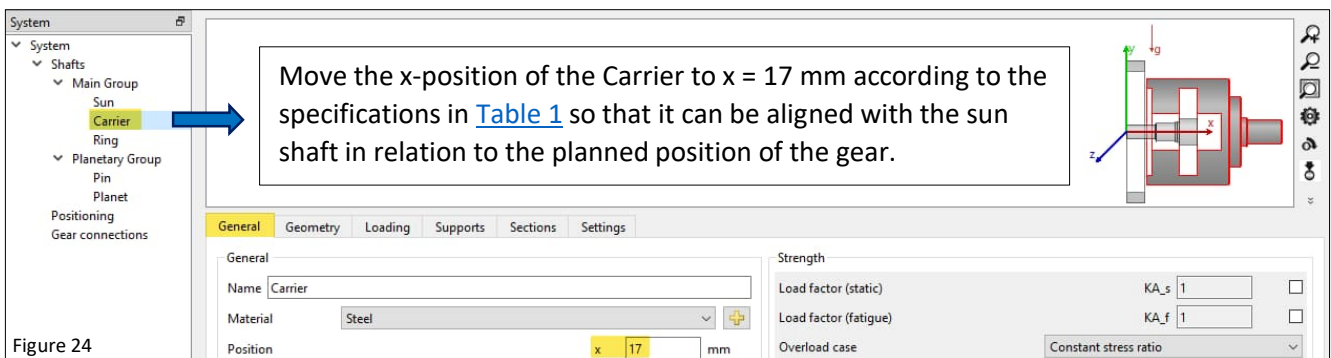 System
System
Shafts
Main Group
Sun
Carrier
Ring
Planetary Group
Pin
Planet
Positioning
Gear connections
Move the x-position of the Carrier to x = 17 mm according to the
specifications in Table 1 so that it can be aligned with the sun
shaft in relation to the planned position of the gear.
y
g
x
z
General Geometry Loading Supports Sections Settings
General
Name Carrier
Material Steel
Position x 17 mm
Strength
Load factor (static) KA_s 1
Load factor (fatigue) KA_f 1
Overload case Constant stress ratio
Figure 24